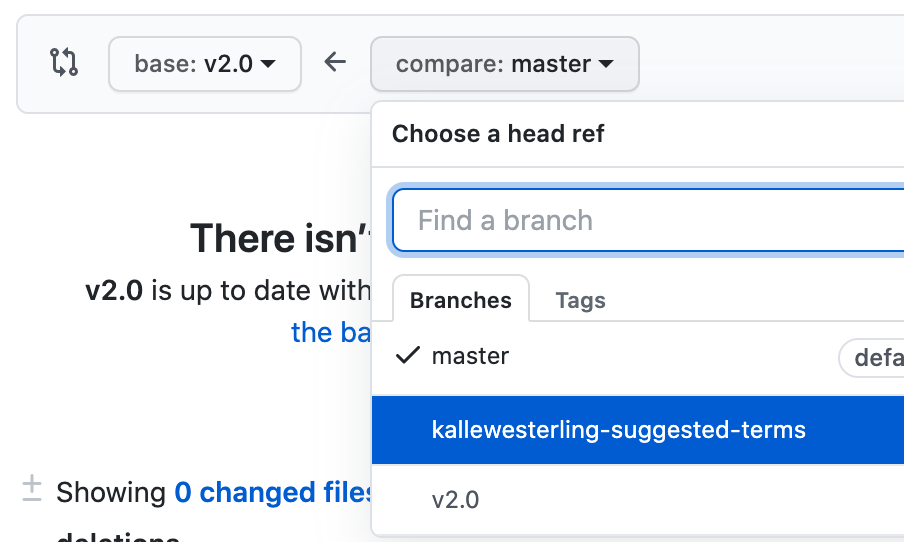 base: v2.0
compare: master
Choose a head ref
Find a branch
There isn't
v2.0 is up to date with
the ba
Branches
Tags
master
defa
kallewesterling-suggested-terms
v2.0
Showing 0 changed files
deletions